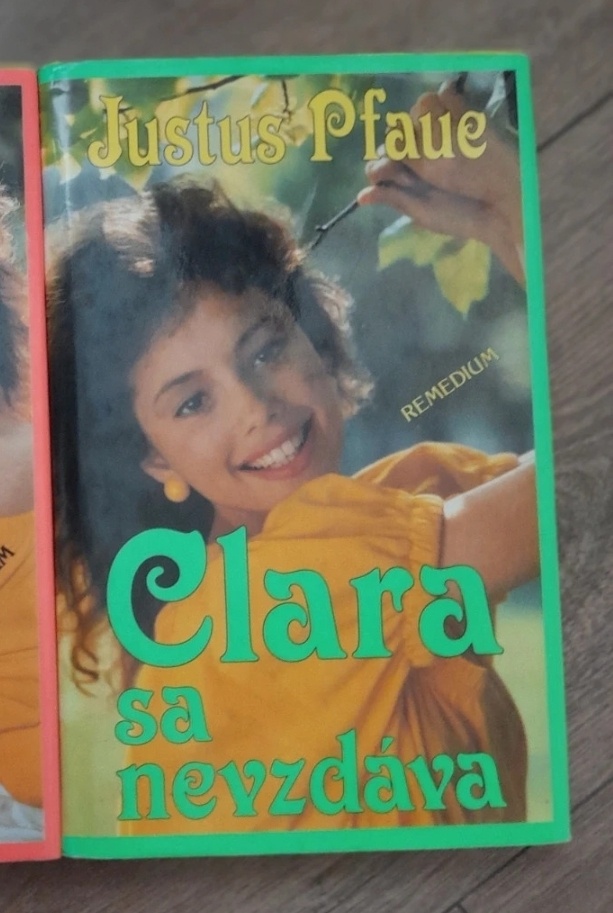 Justus Pfaue
REMEDIUM
Clara
sa
nevzdáva